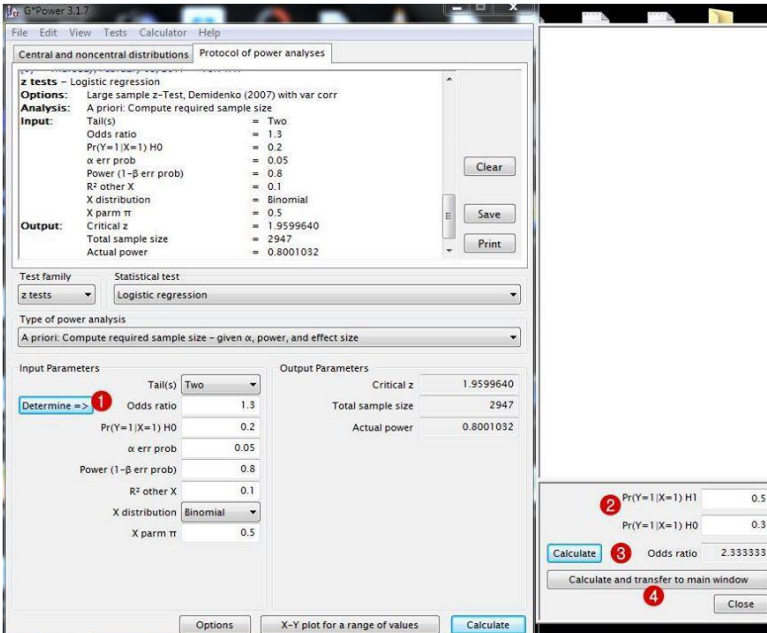 G*Power 3.1.7
File Edit View Tests Calculator Help
Central and noncentral distributions Protocol of power analyses
z tests – Logistic regression
Options: Large sample z-Test, Demidenko (2007) with var corr
Analysis: A priori: Compute required sample size
Input: Tail(s) = Two
Odds ratio = 1.3
Pr(Y=1|X=1) H0 = 0.2
α err prob = 0.05
Power (1-β err prob) = 0.8
R² other X = 0.1
X distribution = Binomial
X parm π = 0.5
Output: Critical z = 1.9599640
Total sample size = 2947
Actual power = 0.8001032
Clear
Save
Print
Test family Statistical test
z tests Logistic regression
Type of power analysis
A priori: Compute required sample size – given α, power, and effect size
Input Parameters
Tail(s) Two
Determine => 1 Odds ratio 1.3
Pr(Y=1|X=1) H0 0.2
α err prob 0.05
Power (1-β err prob) 0.8
R² other X 0.1
X distribution Binomial
X parm π 0.5
Output Parameters
Critical z 1.9599640
Total sample size 2947
Actual power 0.8001032
Options X-Y plot for a range of values Calculate
2 Pr(Y=1|X=1) H1 0.5
Pr(Y=1|X=1) H0 0.3
Calculate 3 Odds ratio 2.333333
Calculate and transfer to main window
4
Close